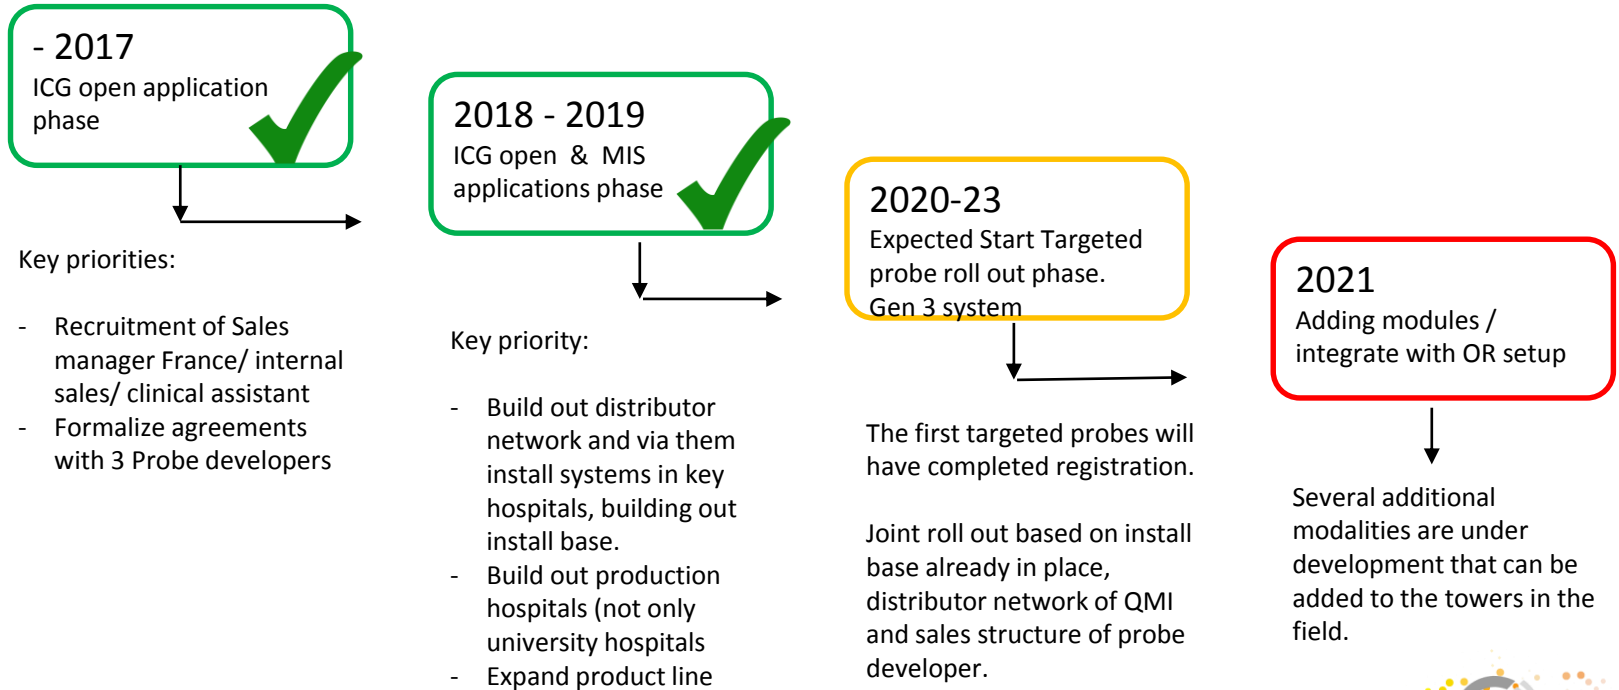 - 2017
ICG open application
phase
Key priorities:
- Recruitment of Sales
manager France/ internal
sales/ clinical assistant
- Formalize agreements
with 3 Probe developers
2018 - 2019
ICG open & MIS
applications phase
Key priority:
- Build out distributor
network and via them
install systems in key
hospitals, building out
install base.
- Build out production
hospitals (not only
university hospitals
- Expand product line
2020-23
Expected Start Targeted
probe roll out phase.
Gen 3 system
The first targeted probes will
have completed registration.
Joint roll out based on install
base already in place,
distributor network of QMI
and sales structure of probe
developer.
2021
Adding modules /
integrate with OR setup
Several additional
modalities are under
development that can be
added to the towers in the
field.